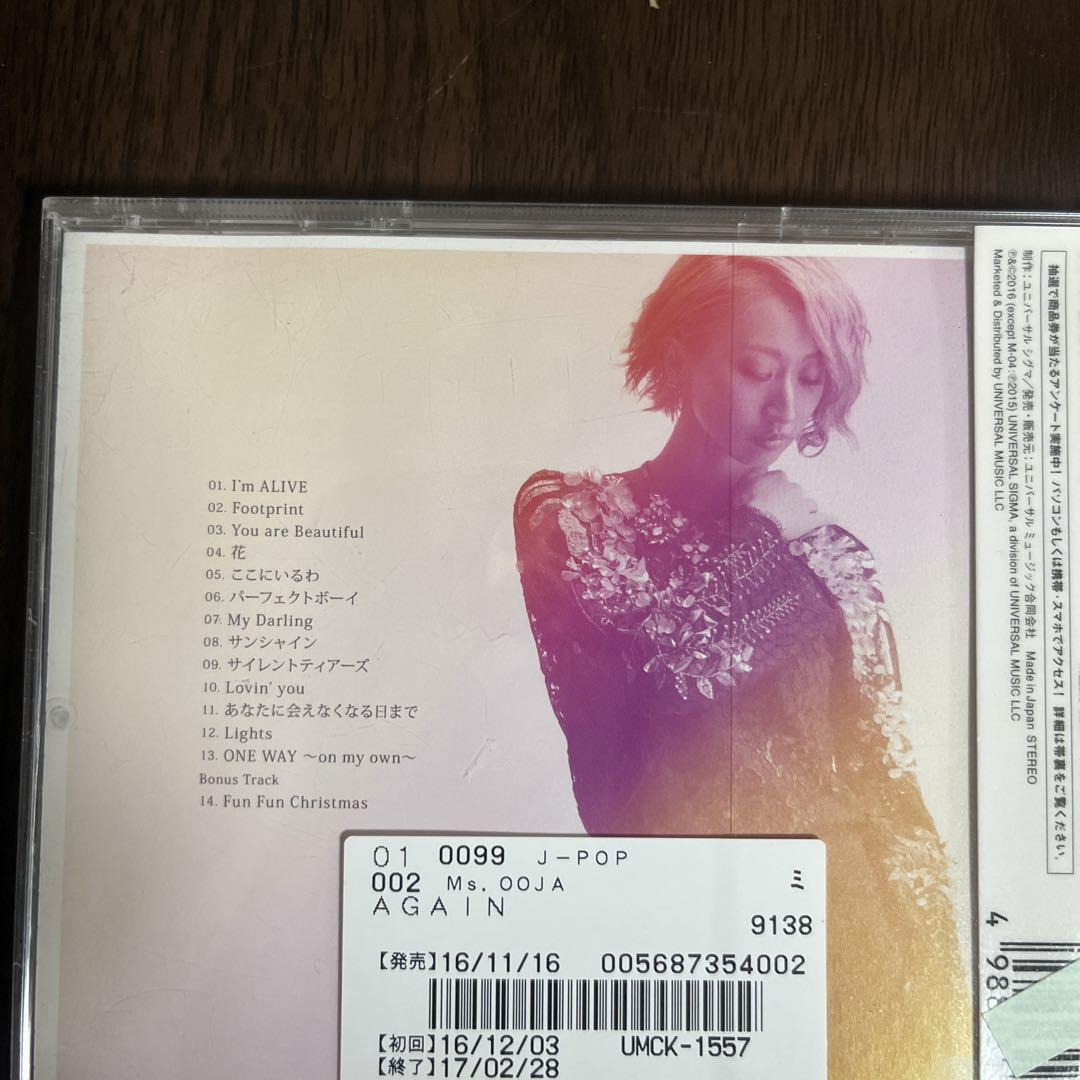 01. I'm ALIVE
02. Footprint
03. You are Beautiful
04. 花
05. ここにいるわ
06. パーフェクトボーイ
07. My Darling
08. サンシャイン
09. サイレントティアーズ
10. Lovin' you
11. あなたに会えなくなる日まで
12. Lights
13. ONE WAY 〜on my own〜
Bonus Track
14. Fun Fun Christmas
01 0099 J-POP
002 Ms. OOJA ミ
AGAIN
9138
【発売】16/11/16 005687354002
【初回】16/12/03 UMCK-1557
【終了】17/02/28
抽選で商品券が当たるアンケート実施中! パソコンもしくは携帯・スマホでアクセス! 詳細は帯裏をご覧ください。
制作:ユニバーサル シグマ/発売・販売元:ユニバーサル ミュージック合同会社 Made in Japan STEREO
℗&©2016 (except M-04:℗2015) UNIVERSAL SIGMA, a division of UNIVERSAL MUSIC LLC
Marketed & Distributed by UNIVERSAL MUSIC LLC
4 988